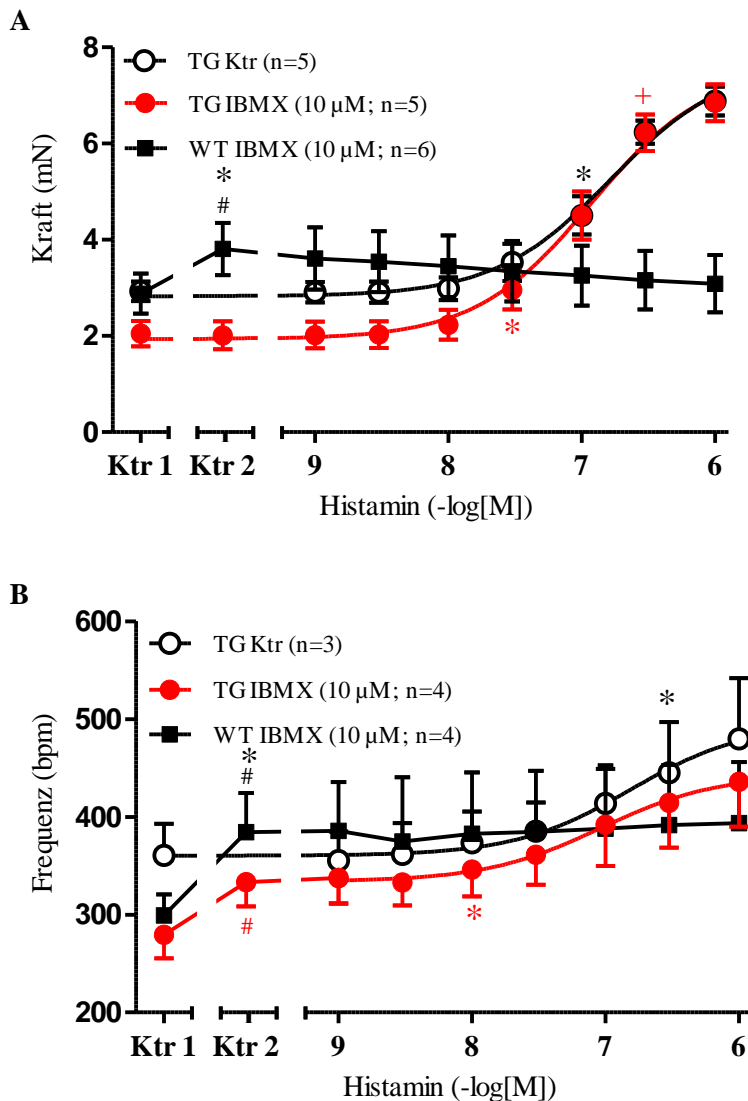 A
8
6
4
2
0
Kraft (mN)
TG Ktr (n=5)
TG IBMX (10 µM; n=5)
WT IBMX (10 µM; n=6)
*
#
*
+
*
Ktr 1 Ktr 2 9 8 7 6
Histamin (-log[M])
B
600
500
400
300
200
Frequenz (bpm)
TG Ktr (n=3)
TG IBMX (10 µM; n=4)
WT IBMX (10 µM; n=4)
*
#
*
#
*
Ktr 1 Ktr 2 9 8 7 6
Histamin (-log[M])